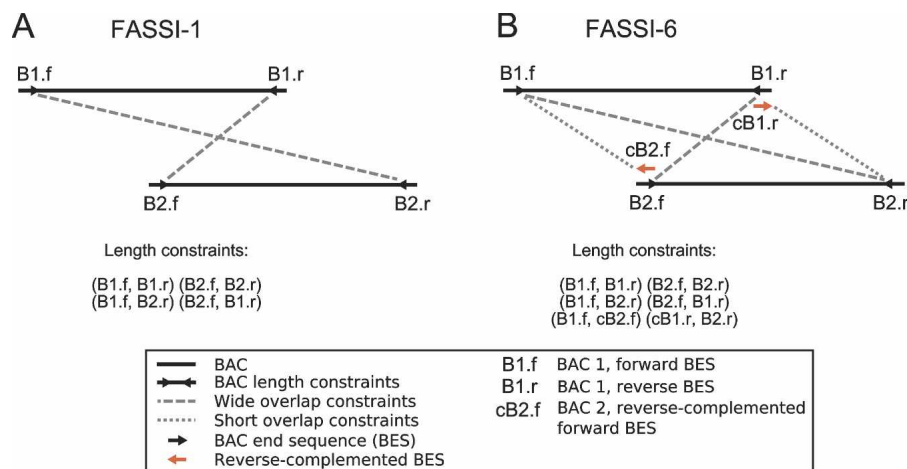 A FASSI-1
B1.f B1.r
B2.f B2.r
Length constraints:
(B1.f, B1.r) (B2.f, B2.r)
(B1.f, B2.r) (B2.f, B1.r)
B FASSI-6
B1.f B1.r
cB1.r
cB2.f
B2.f B2.r
Length constraints:
(B1.f, B1.r) (B2.f, B2.r)
(B1.f, B2.r) (B2.f, B1.r)
(B1.f, cB2.f) (cB1.r, B2.r)
BAC
BAC length constraints
Wide overlap constraints
Short overlap constraints
BAC end sequence (BES)
Reverse-complemented BES
B1.f BAC 1, forward BES
B1.r BAC 1, reverse BES
cB2.f BAC 2, reverse-complemented
forward BES